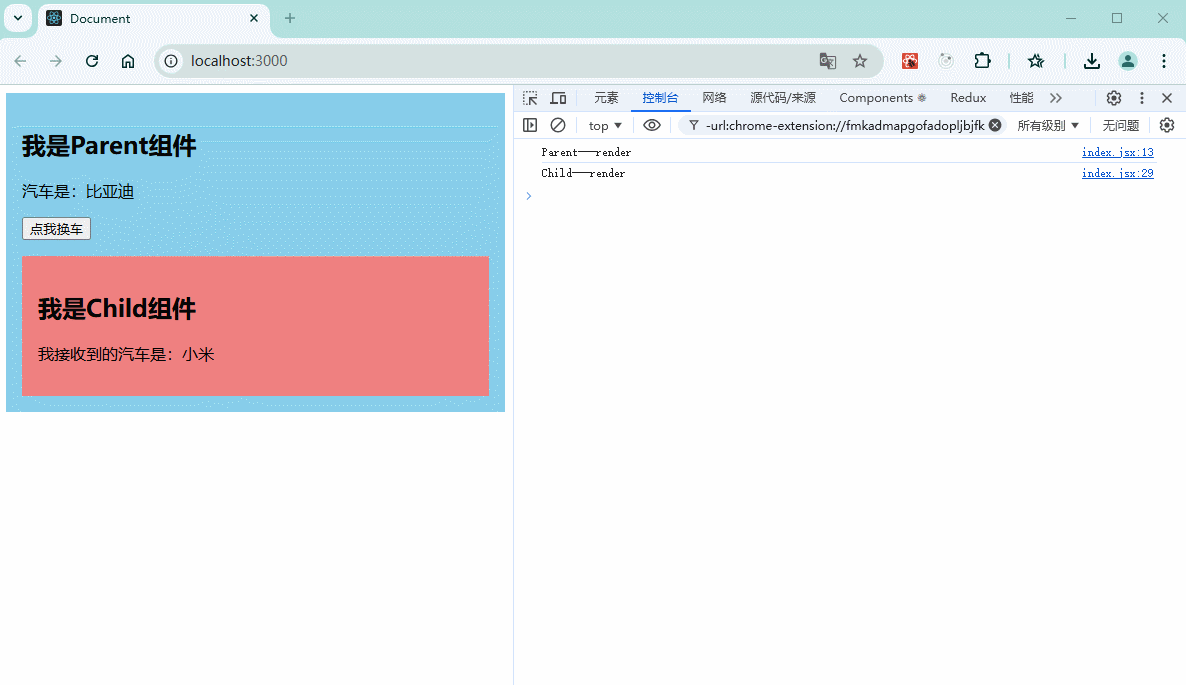 Document
localhost:3000
元素 控制台 网络 源代码/来源 Components Redux 性能
top -url:chrome-extension://fmkadmapgofadopljbjfk 所有级别 无问题
我是Parent组件
汽车是：比亚迪
点我换车
我是Child组件
我接收到的汽车是：小米
Parent---render index.jsx:13
Child---render index.jsx:29